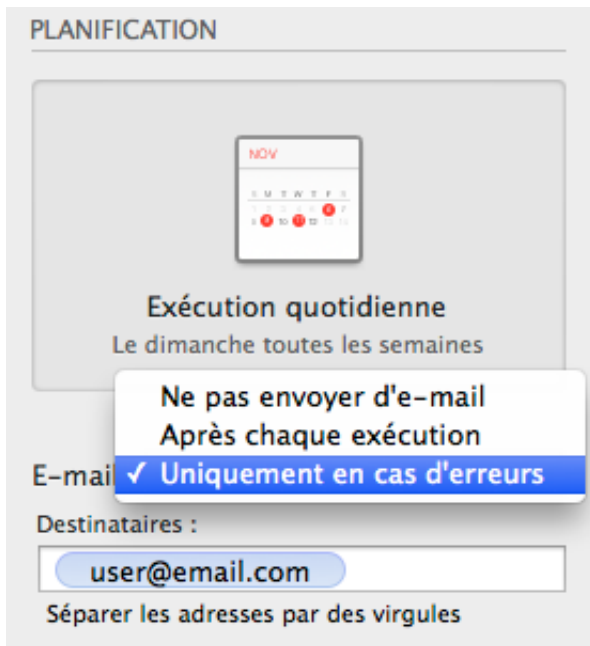 PLANIFICATION
NOV
S M T W T F S
Exécution quotidienne
Le dimanche toutes les semaines
Ne pas envoyer d'e-mail
Après chaque exécution
E-mail ✓ Uniquement en cas d'erreurs
Destinataires :
user@email.com
Séparer les adresses par des virgules